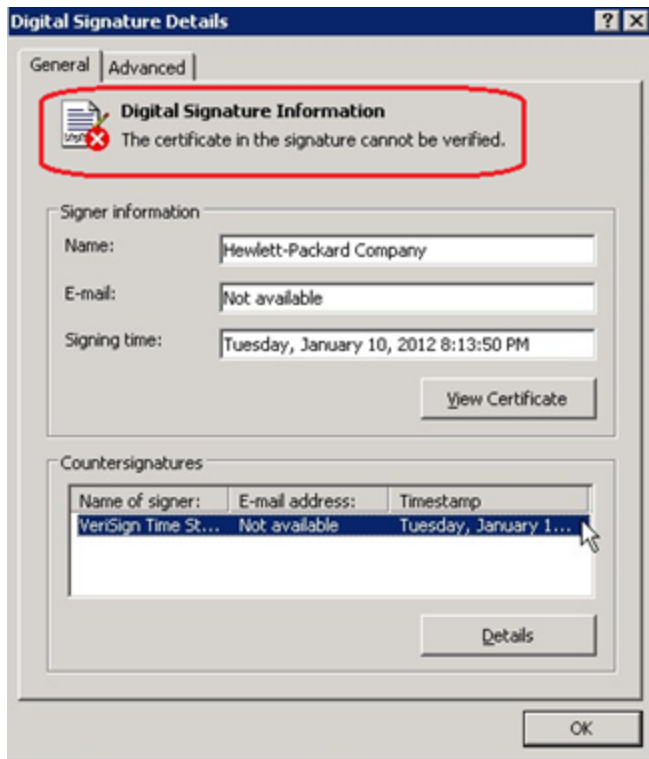 Digital Signature Details
General Advanced
Digital Signature Information
The certificate in the signature cannot be verified.
Signer information
Name: Hewlett-Packard Company
E-mail: Not available
Signing time: Tuesday, January 10, 2012 8:13:50 PM
View Certificate
Countersignatures
Name of signer: E-mail address: Timestamp
VeriSign Time St... Not available Tuesday, January 1...
Details
OK